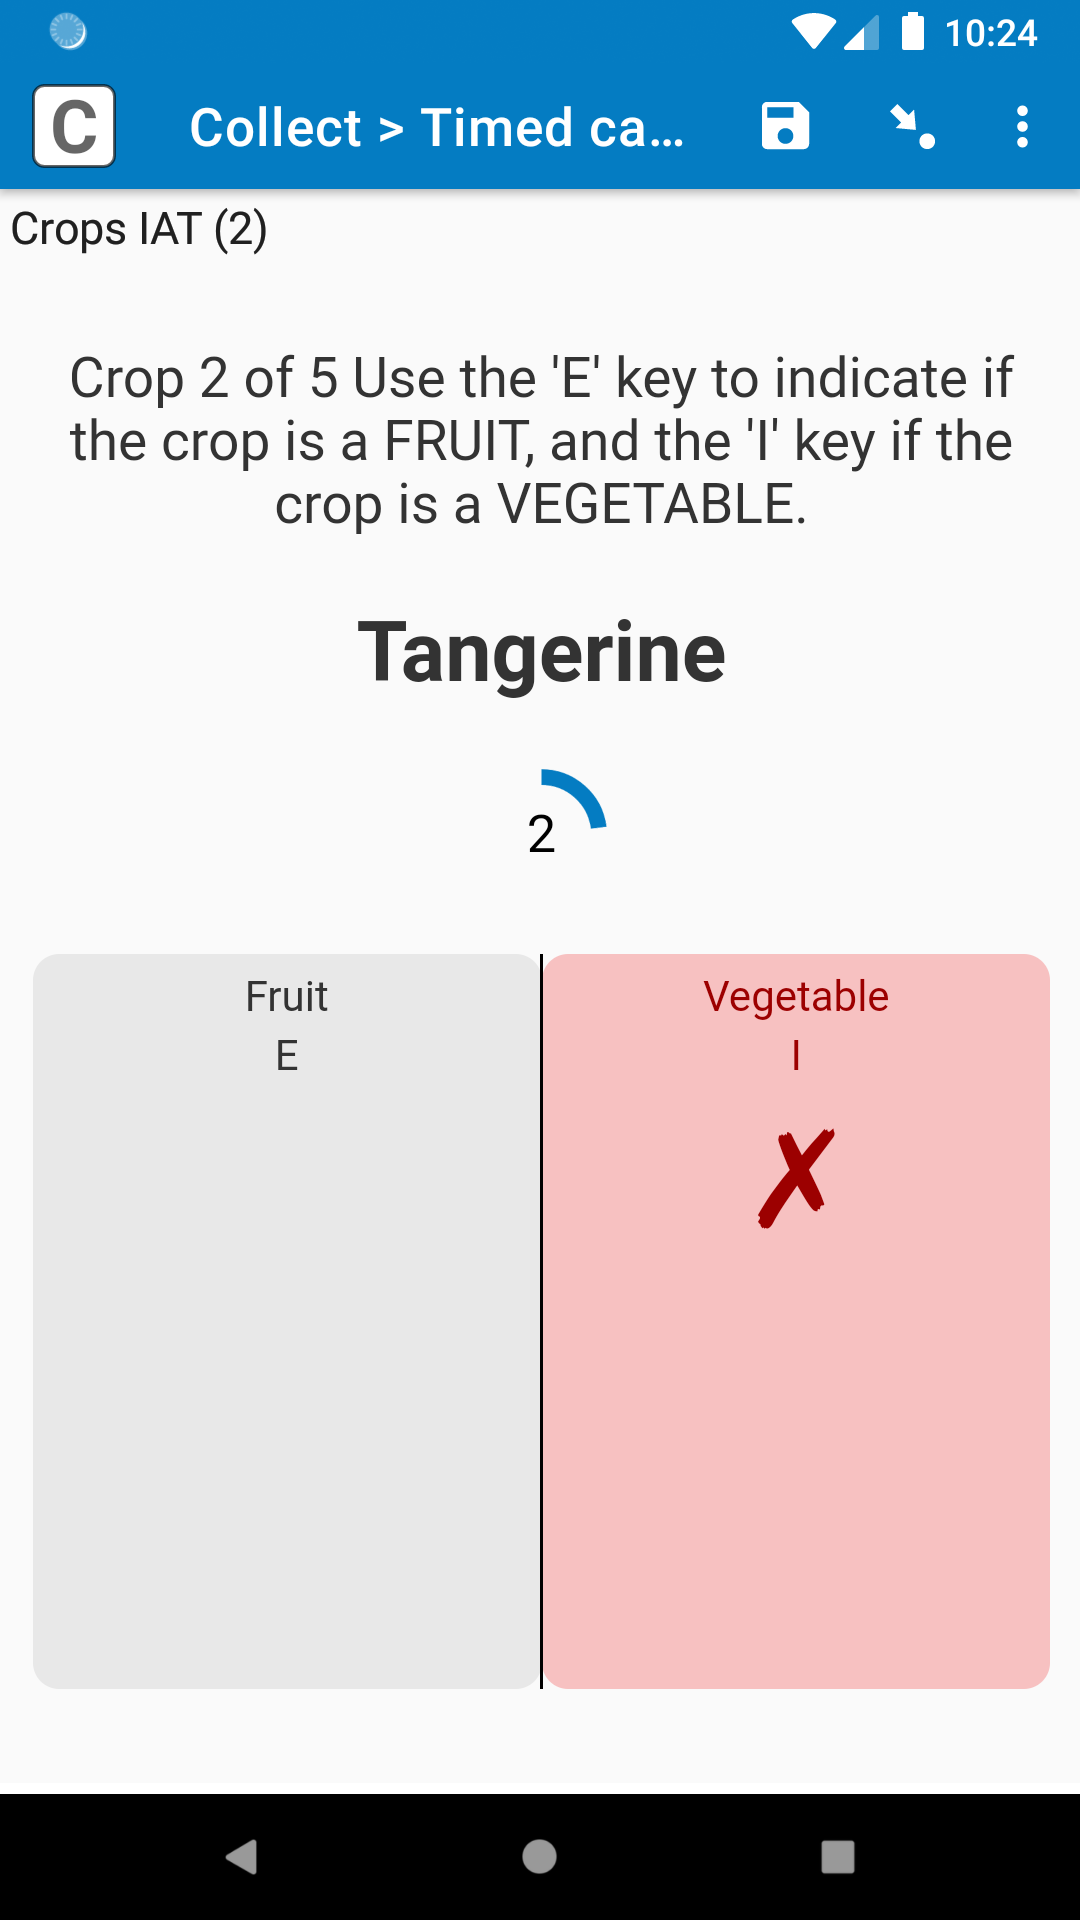 10:24
C
Collect > Timed ca...
Crops IAT (2)
Crop 2 of 5 Use the 'E' key to indicate if
the crop is a FRUIT, and the 'I' key if the
crop is a VEGETABLE.
Tangerine
2
Fruit
E
Vegetable
I
✗